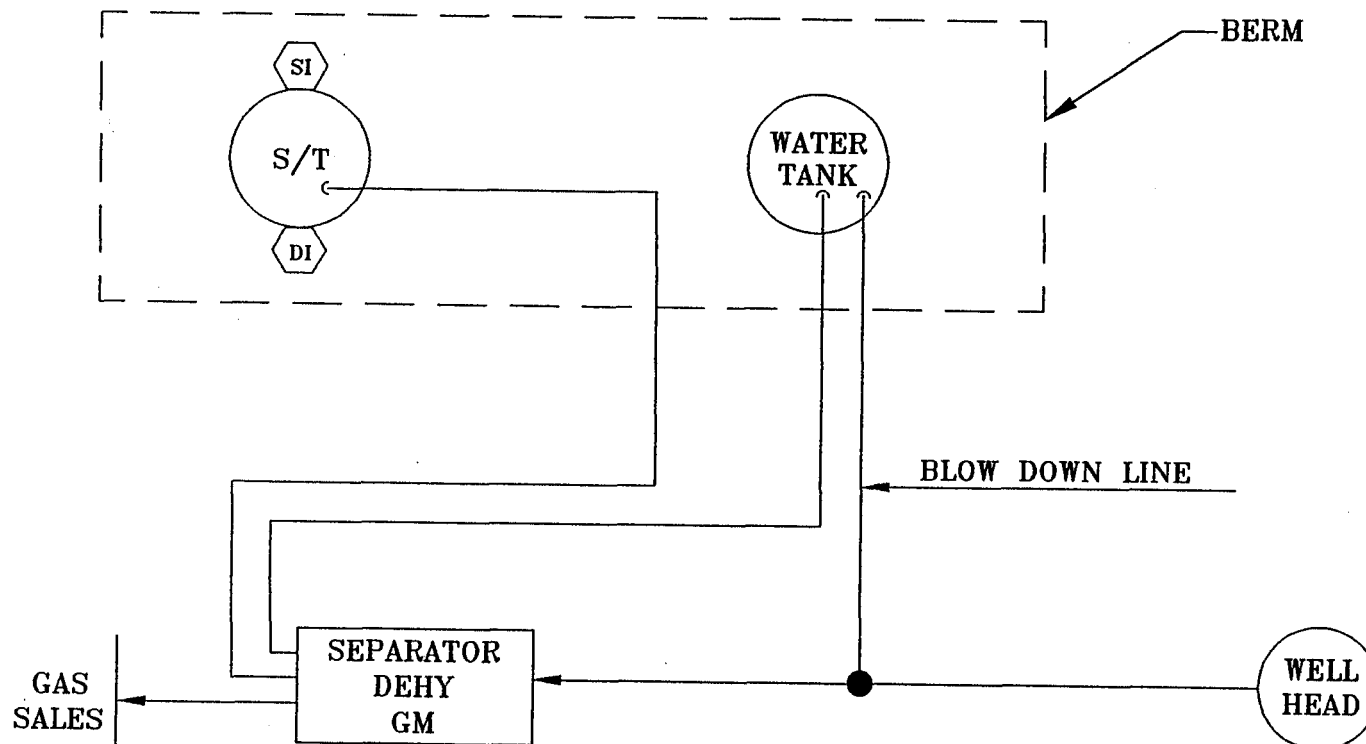 BERM
SI
S/T
DI
WATER
TANK
BLOW DOWN LINE
GAS
SALES
SEPARATOR
DEHY
GM
WELL
HEAD